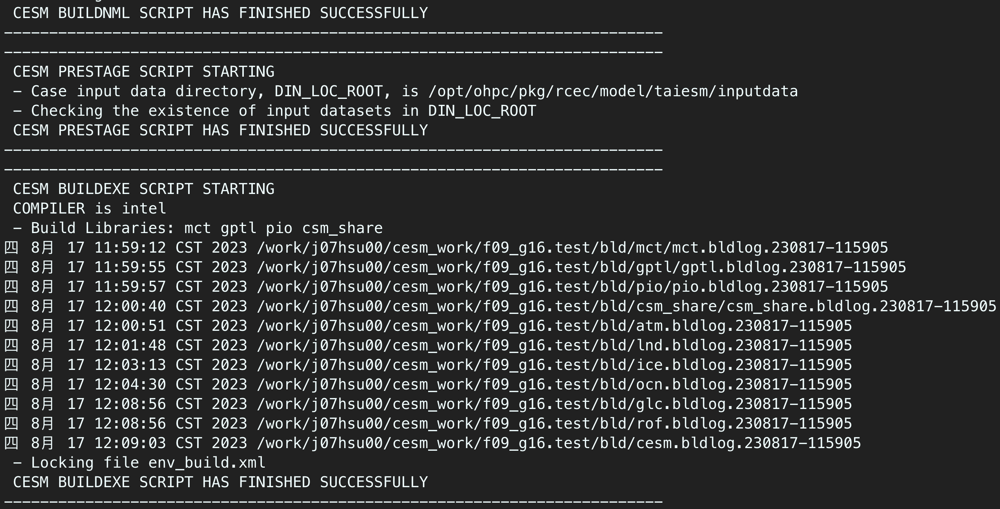 CESM BUILDNML SCRIPT HAS FINISHED SUCCESSFULLY
-------------------------------------------------------------------------
-------------------------------------------------------------------------
CESM PRESTAGE SCRIPT STARTING
- Case input data directory, DIN_LOC_ROOT, is /opt/ohpc/pkg/rcec/model/taiesm/inputdata
- Checking the existence of input datasets in DIN_LOC_ROOT
CESM PRESTAGE SCRIPT HAS FINISHED SUCCESSFULLY
-------------------------------------------------------------------------
-------------------------------------------------------------------------
CESM BUILDEXE SCRIPT STARTING
COMPILER is intel
- Build Libraries: mct gptl pio csm_share
四 8月 17 11:59:12 CST 2023 /work/j07hsu00/cesm_work/f09_g16.test/bld/mct/mct.bldlog.230817-115905
四 8月 17 11:59:55 CST 2023 /work/j07hsu00/cesm_work/f09_g16.test/bld/gptl/gptl.bldlog.230817-115905
四 8月 17 11:59:57 CST 2023 /work/j07hsu00/cesm_work/f09_g16.test/bld/pio/pio.bldlog.230817-115905
四 8月 17 12:00:40 CST 2023 /work/j07hsu00/cesm_work/f09_g16.test/bld/csm_share/csm_share.bldlog.230817-115905
四 8月 17 12:00:51 CST 2023 /work/j07hsu00/cesm_work/f09_g16.test/bld/atm.bldlog.230817-115905
四 8月 17 12:01:48 CST 2023 /work/j07hsu00/cesm_work/f09_g16.test/bld/lnd.bldlog.230817-115905
四 8月 17 12:03:13 CST 2023 /work/j07hsu00/cesm_work/f09_g16.test/bld/ice.bldlog.230817-115905
四 8月 17 12:04:30 CST 2023 /work/j07hsu00/cesm_work/f09_g16.test/bld/ocn.bldlog.230817-115905
四 8月 17 12:08:56 CST 2023 /work/j07hsu00/cesm_work/f09_g16.test/bld/glc.bldlog.230817-115905
四 8月 17 12:08:56 CST 2023 /work/j07hsu00/cesm_work/f09_g16.test/bld/rof.bldlog.230817-115905
四 8月 17 12:09:03 CST 2023 /work/j07hsu00/cesm_work/f09_g16.test/bld/cesm.bldlog.230817-115905
- Locking file env_build.xml
CESM BUILDEXE SCRIPT HAS FINISHED SUCCESSFULLY
-------------------------------------------------------------------------